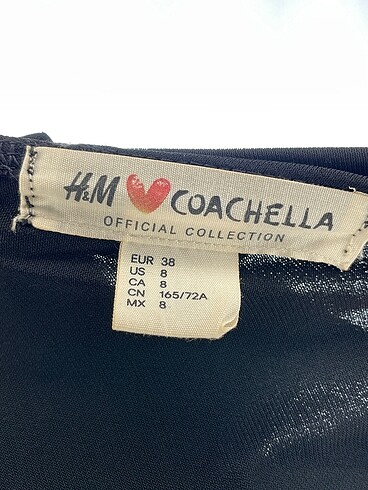 H&M ❤ COACHELLA
OFFICIAL COLLECTION
EUR 38
US 8
CA 8
CN 165/72A
MX 8